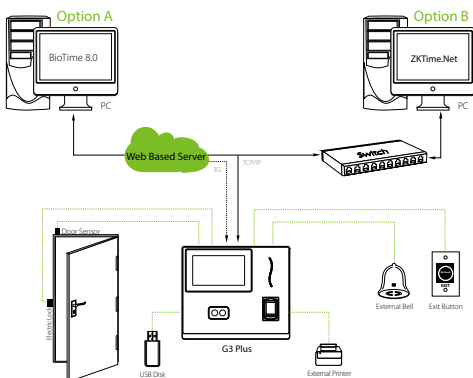 Option A
Option B
BioTime 8.0
ZKTime.Net
PC
PC
Web Based Server
Switch
3G
TCP/IP
Door Sensor
Electric Lock
EXIT
External Bell
Exit Button
G3 Plus
USB Disk
External Printer